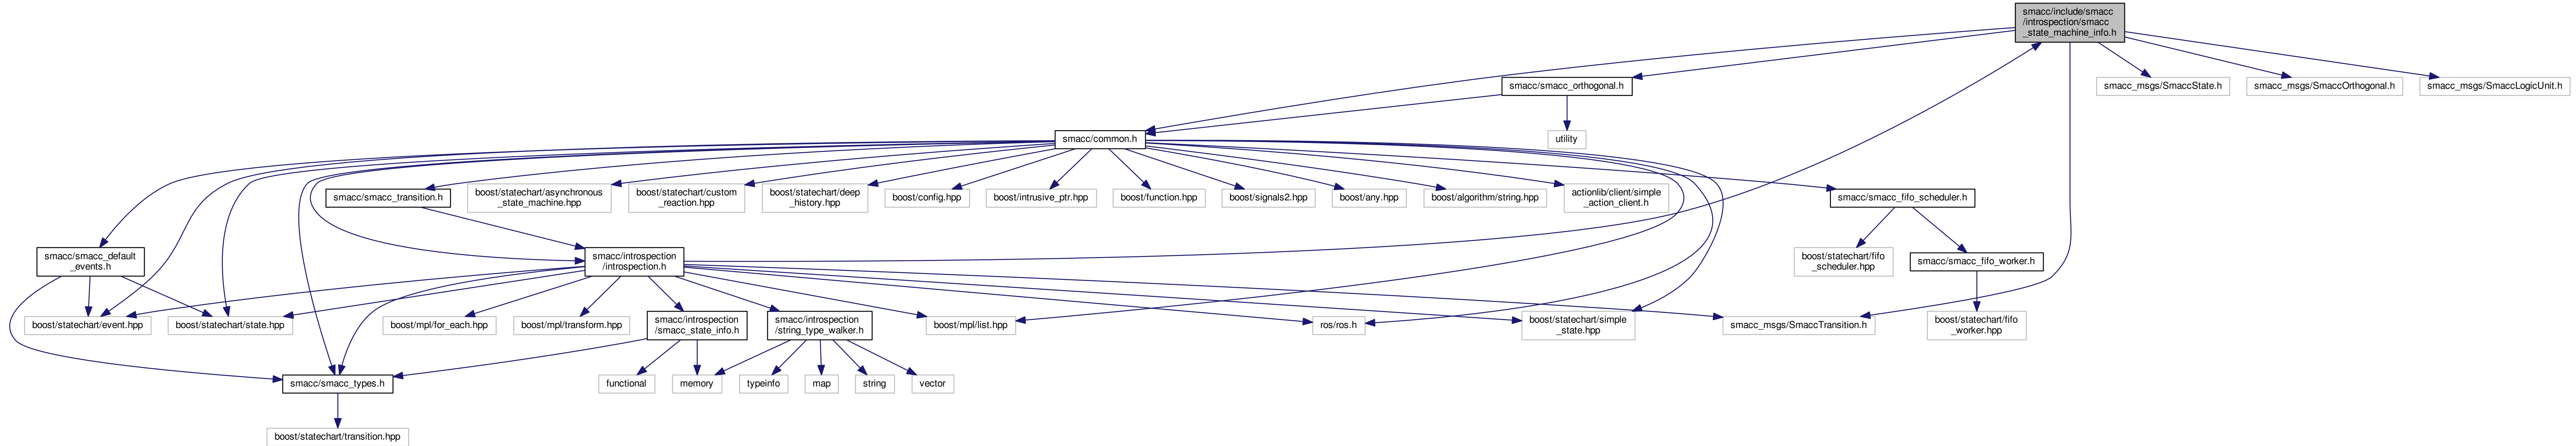 smacc/include/smacc
/introspection/smacc
_state_machine_info.h
smacc/smacc_orthogonal.h
smacc_msgs/SmaccState.h
smacc_msgs/SmaccOrthogonal.h
smacc_msgs/SmaccLogicUnit.h
smacc/common.h
utility
smacc/smacc_transition.h
boost/statechart/asynchronous
_state_machine.hpp
boost/statechart/custom
_reaction.hpp
boost/statechart/deep
_history.hpp
boost/config.hpp
boost/intrusive_ptr.hpp
boost/function.hpp
boost/signals2.hpp
boost/any.hpp
boost/algorithm/string.hpp
actionlib/client/simple
_action_client.h
smacc/smacc_fifo_scheduler.h
smacc/smacc_default
_events.h
smacc/introspection
/introspection.h
boost/statechart/fifo
_scheduler.hpp
smacc/smacc_fifo_worker.h
boost/statechart/event.hpp
boost/statechart/state.hpp
boost/mpl/for_each.hpp
boost/mpl/transform.hpp
smacc/introspection
/smacc_state_info.h
smacc/introspection
/string_type_walker.h
boost/mpl/list.hpp
ros/ros.h
boost/statechart/simple
_state.hpp
smacc_msgs/SmaccTransition.h
boost/statechart/fifo
_worker.hpp
smacc/smacc_types.h
functional
memory
typeinfo
map
string
vector
boost/statechart/transition.hpp